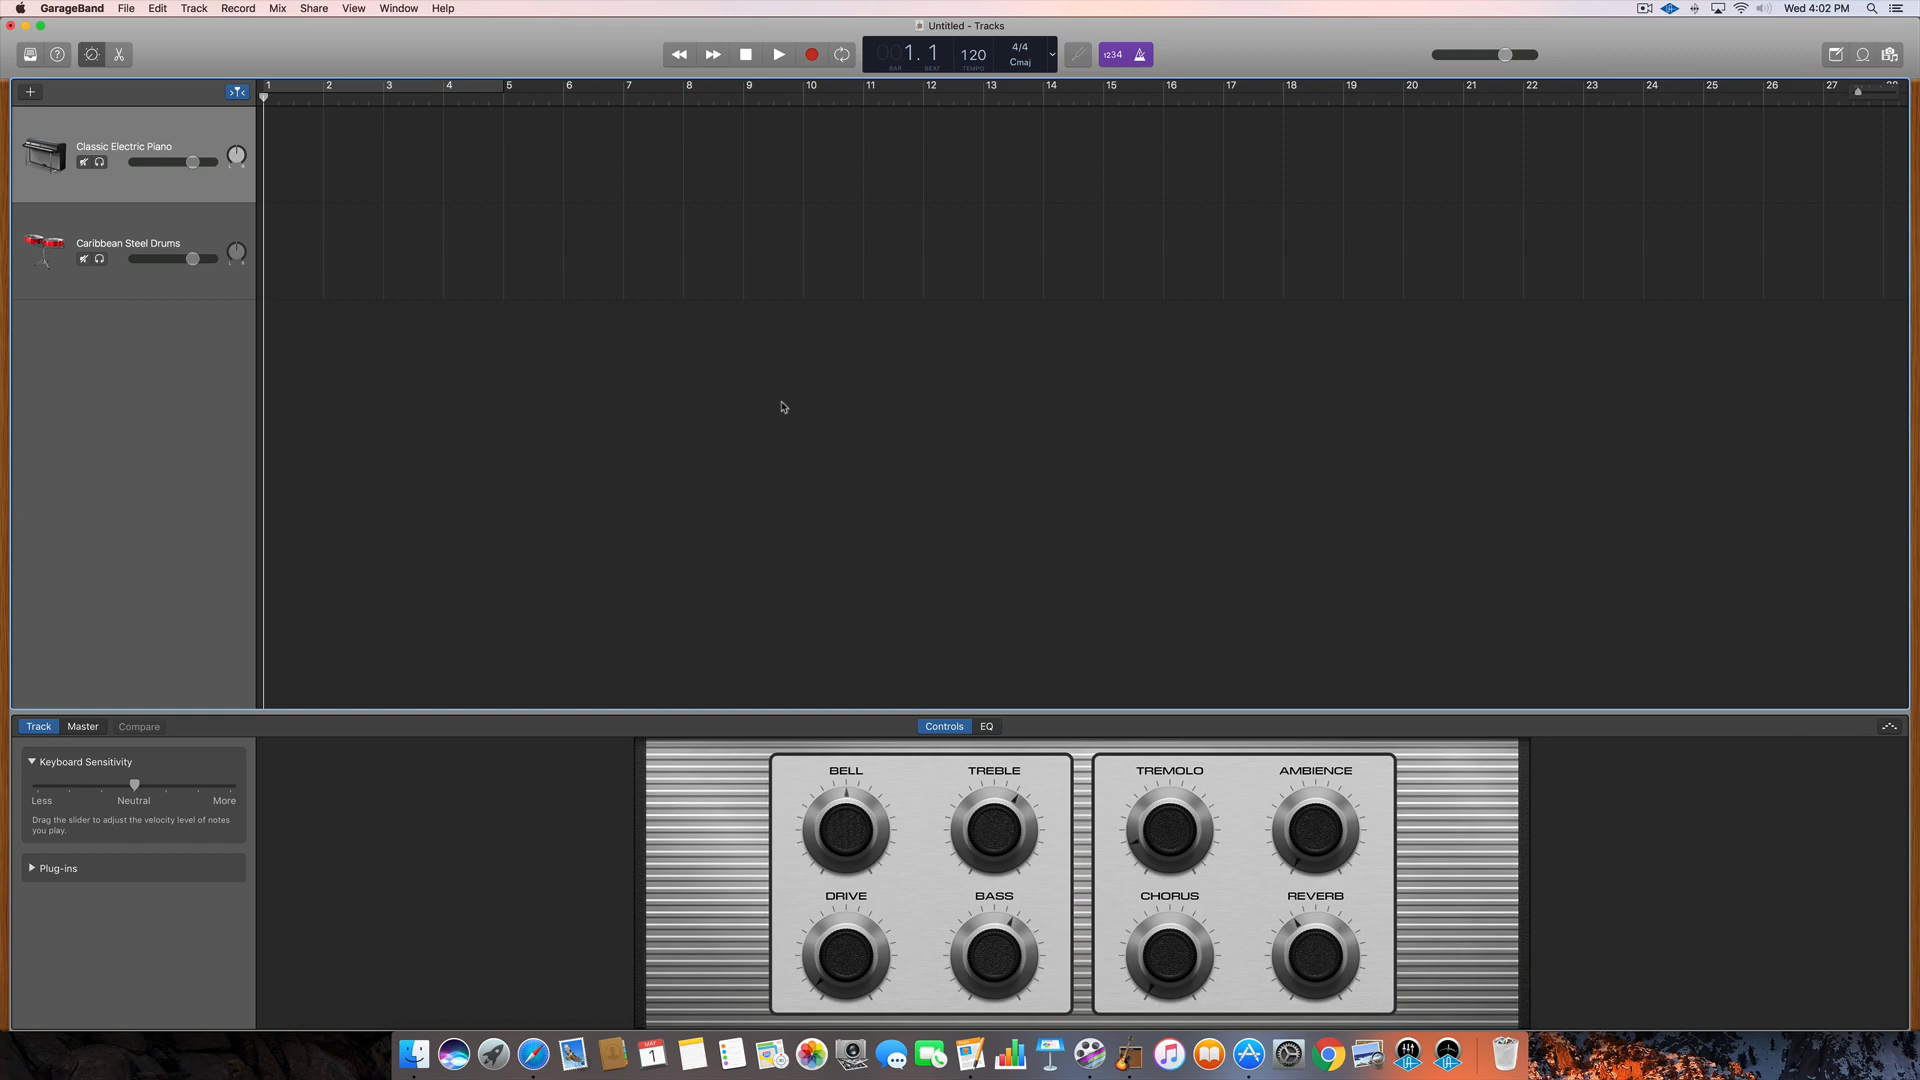 GarageBand File Edit Track Record Mix Share View Window Help
Wed 4:02 PM
Untitled - Tracks
001. 1
BAR BEAT
120
TEMPO
4/4
Cmaj
1234
1 2 3 4 5 6 7 8 9 10 11 12 13 14 15 16 17 18 19 20 21 22 23 24 25 26 27
Classic Electric Piano
L R
Caribbean Steel Drums
L R
Track Master Compare
Controls EQ
Keyboard Sensitivity
Less Neutral More
Drag the slider to adjust the velocity level of notes
you play.
Plug-ins
BELL TREBLE TREMOLO AMBIENCE
DRIVE BASS CHORUS REVERB
MAY
1